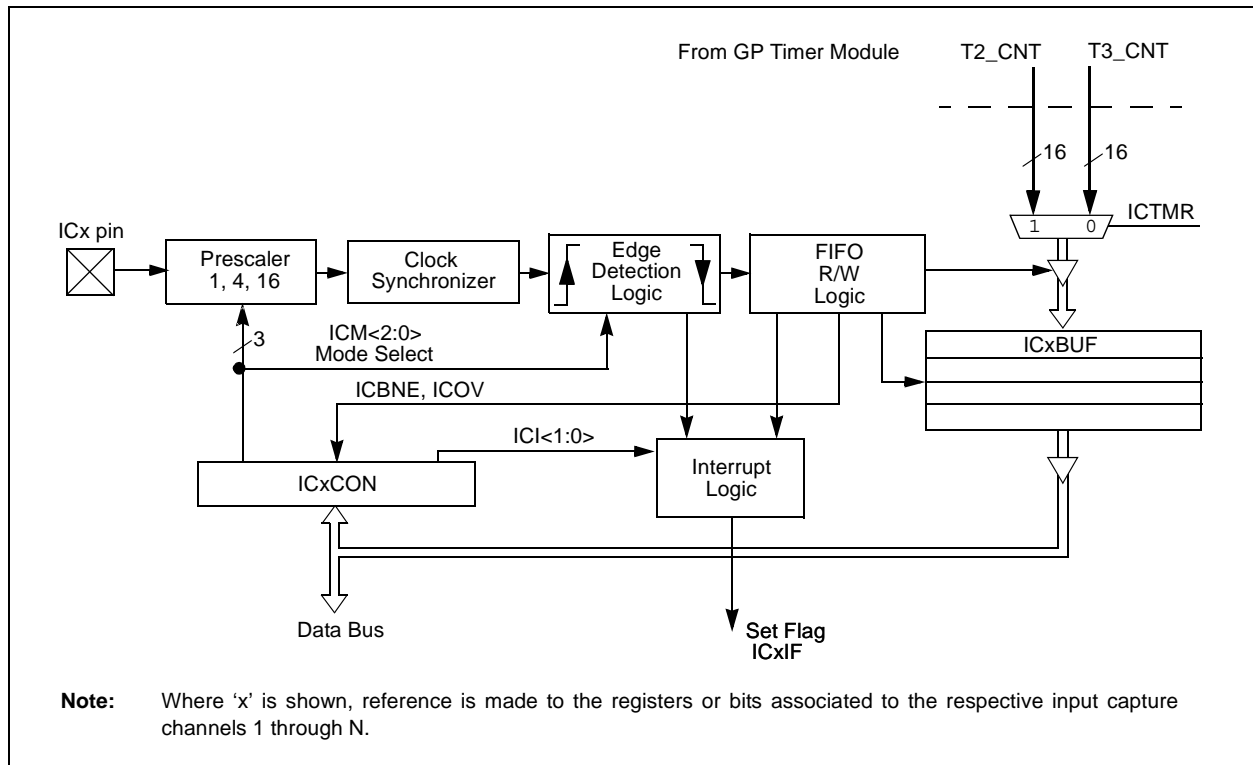 From GP Timer Module T2_CNT T3_CNT
16 16
ICTMR
1 0
ICx pin
Prescaler
1, 4, 16
Clock
Synchronizer
Edge
Detection
Logic
FIFO
R/W
Logic
3
ICM<2:0>
Mode Select
ICxBUF
ICBNE, ICOV
ICI<1:0>
ICxCON
Interrupt
Logic
Data Bus
Set Flag
ICxIF
Note: Where ‘x’ is shown, reference is made to the registers or bits associated to the respective input capture
channels 1 through N.